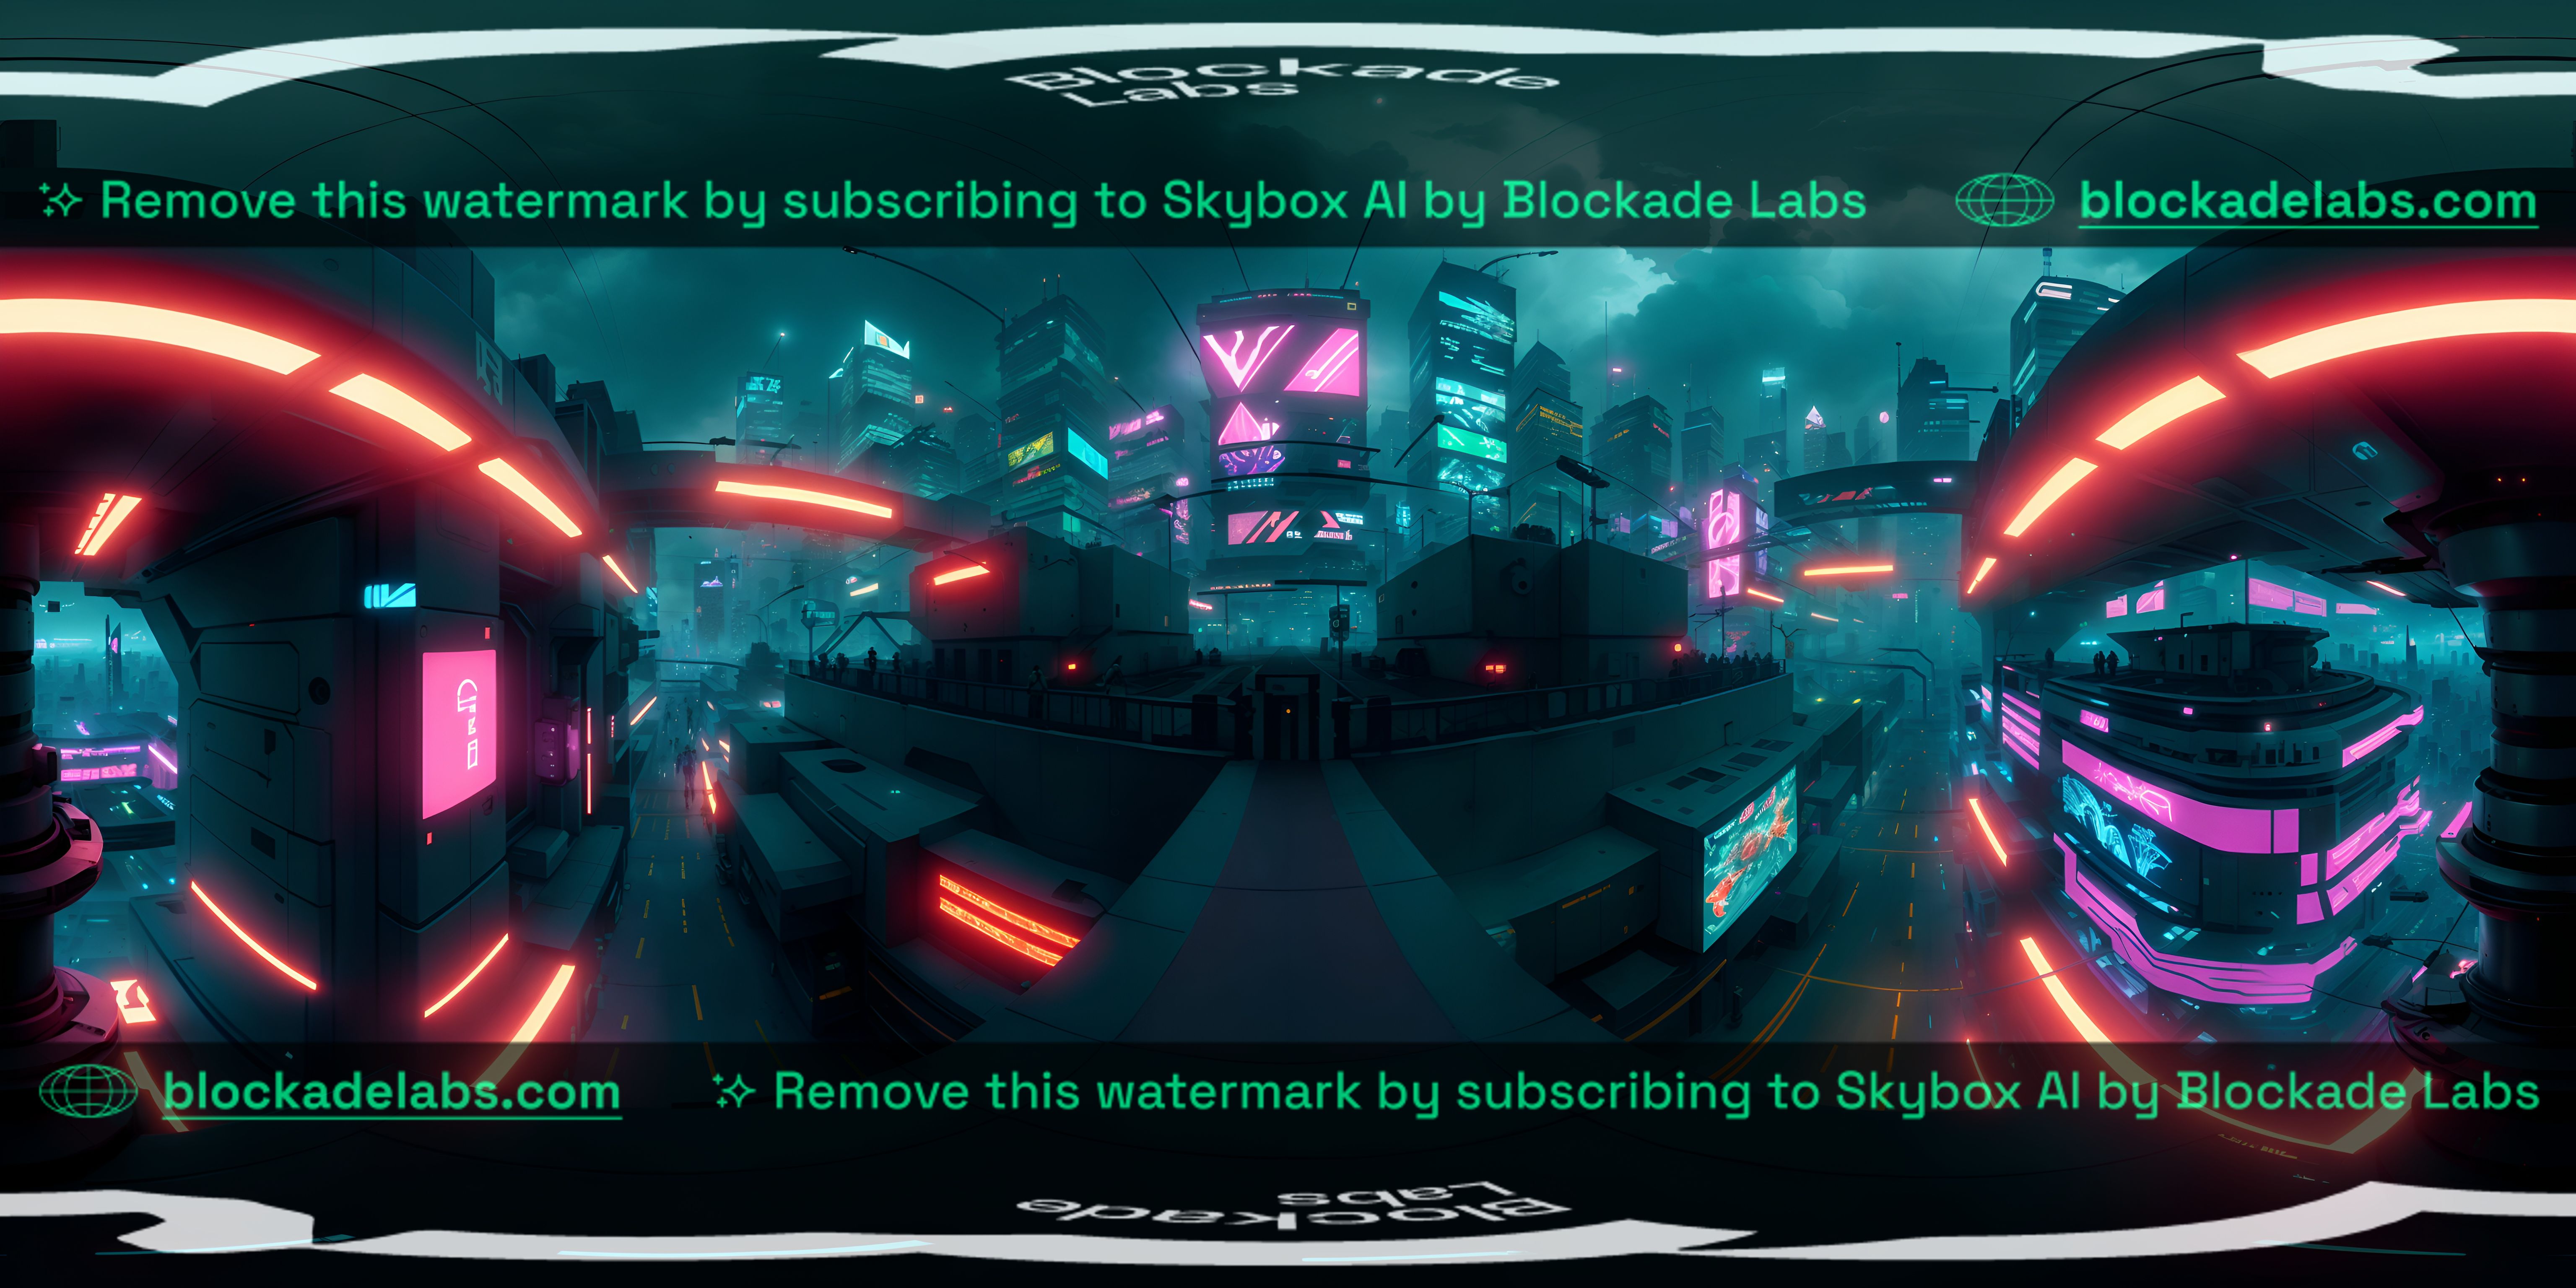 Blockade
Labs
Remove this watermark by subscribing to Skybox AI by Blockade Labs
blockadelabs.com
blockadelabs.com
Remove this watermark by subscribing to Skybox AI by Blockade Labs
Labs
Blockade